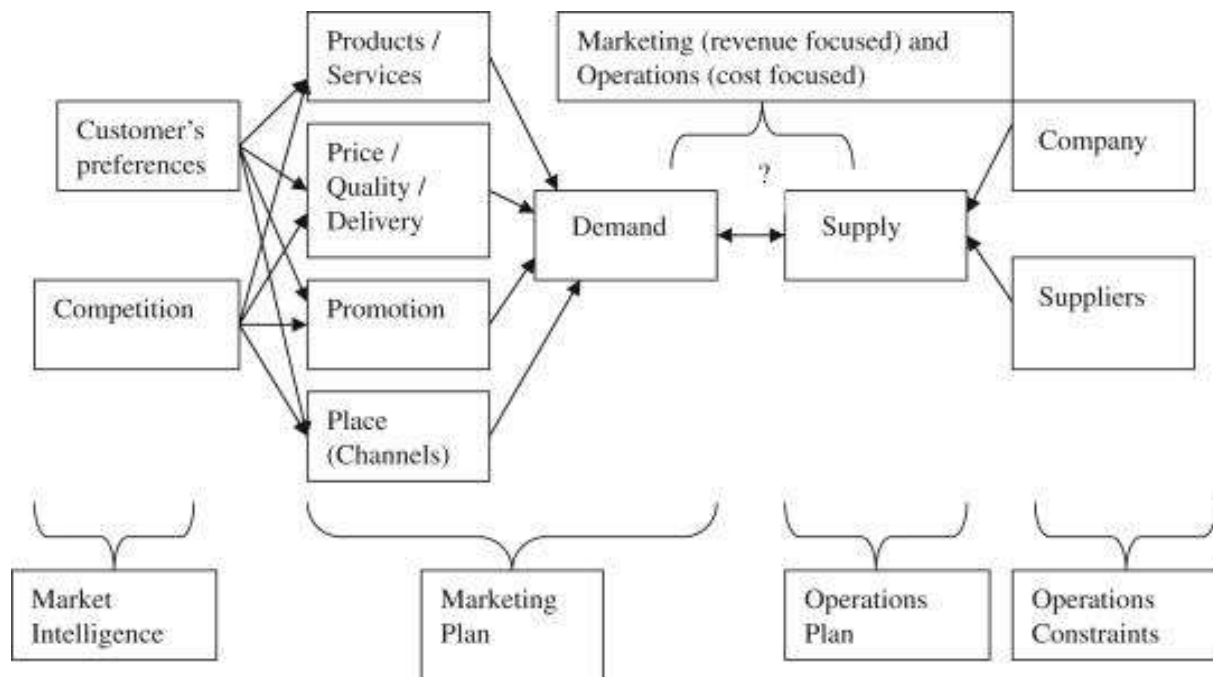 Products /
Services
Marketing (revenue focused) and
Operations (cost focused)
Customer's
preferences
Price /
Quality /
Delivery
Company
?
Demand
Supply
Competition
Promotion
Suppliers
Place
(Channels)
Market
Intelligence
Marketing
Plan
Operations
Plan
Operations
Constraints